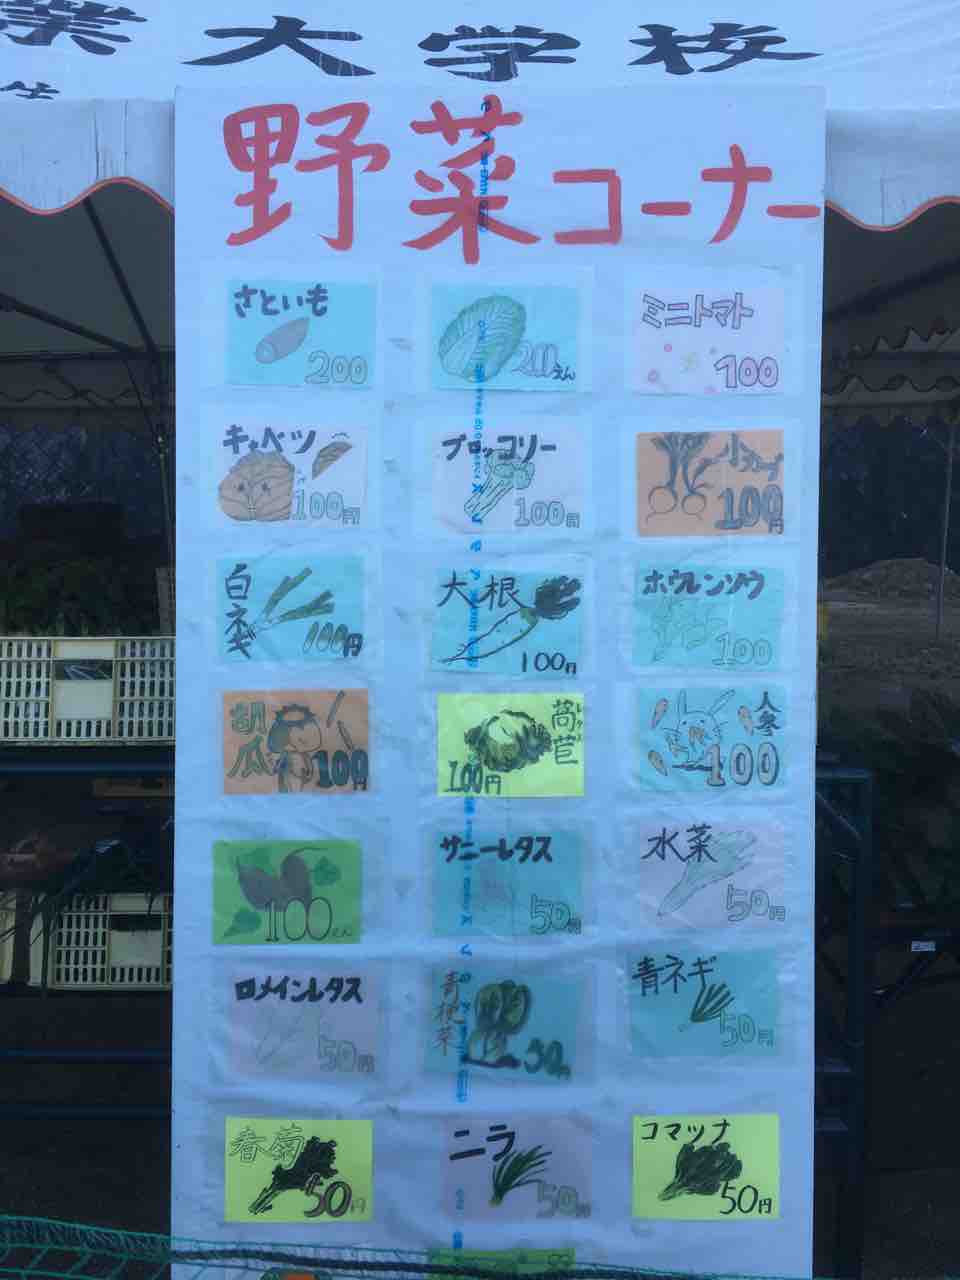 業大学校
野菜コーナー
さといも
200
200えん
ミニトマト
100
キャベツ
100円
ブロッコリー
100円
小カブ
100円
白ネギ
100円
大根
100円
ホウレンソウ
100
胡瓜
100円
萵苣
100円
人参
100
100えん
サニーレタス
50円
水菜
50円
ロメインレタス
50円
青梗菜
50円
青ネギ
50円
春菊
50円
ニラ
50円
コマツナ
50円